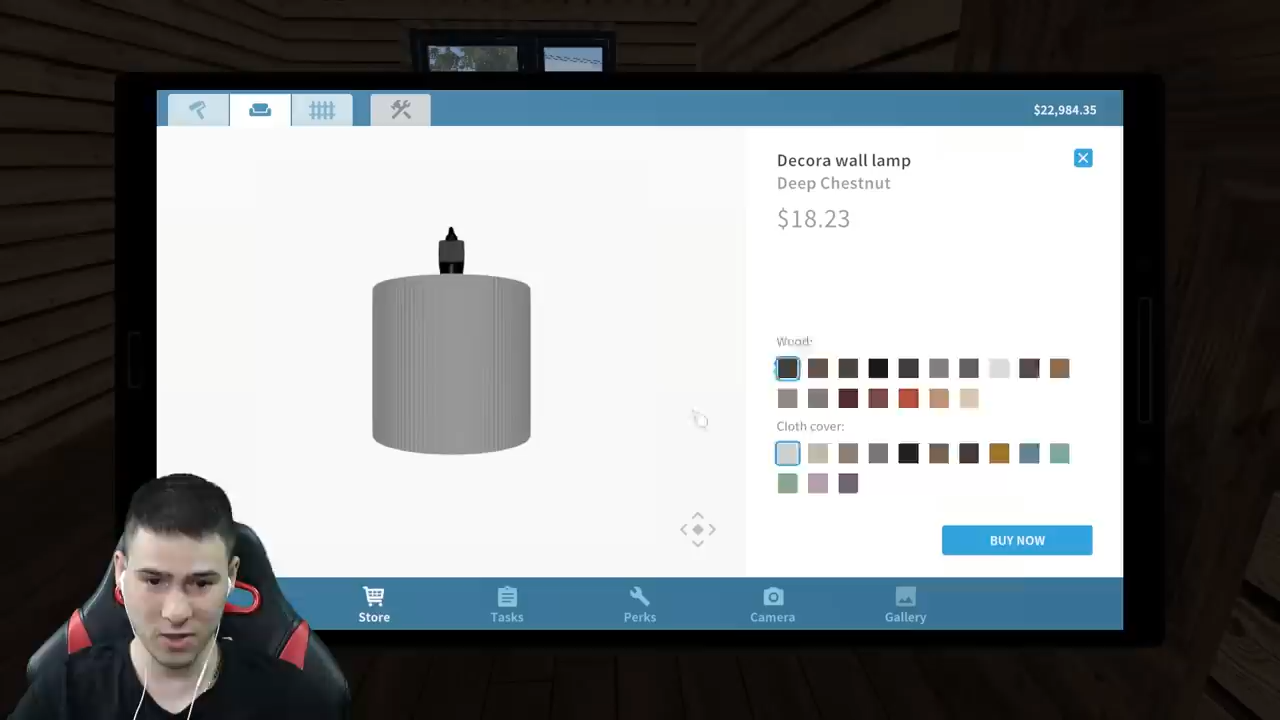 $22,984.35
Decora wall lamp
Deep Chestnut
$18.23
Wood:
Cloth cover:
BUY NOW
Store
Tasks
Perks
Camera
Gallery